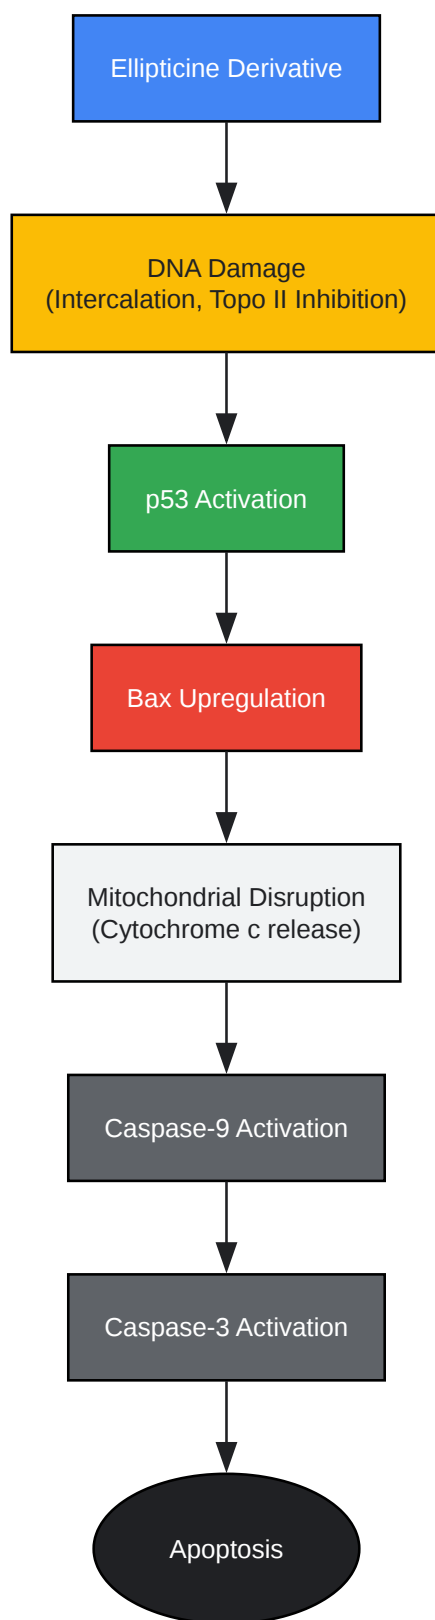 Ellipticine Derivative
DNA Damage
(Intercalation, Topo II Inhibition)
p53 Activation
Bax Upregulation
Mitochondrial Disruption
(Cytochrome c release)
Caspase-9 Activation
Caspase-3 Activation
Apoptosis